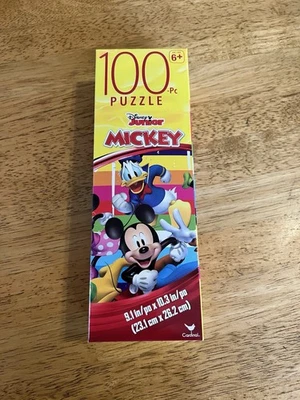 100-Pc
6+
PUZZLE
Disney
JUNIOR
MICKEY
9.1 in/po x 10.3 in/po
(23.1 cm x 26.2 cm)
Cardinal